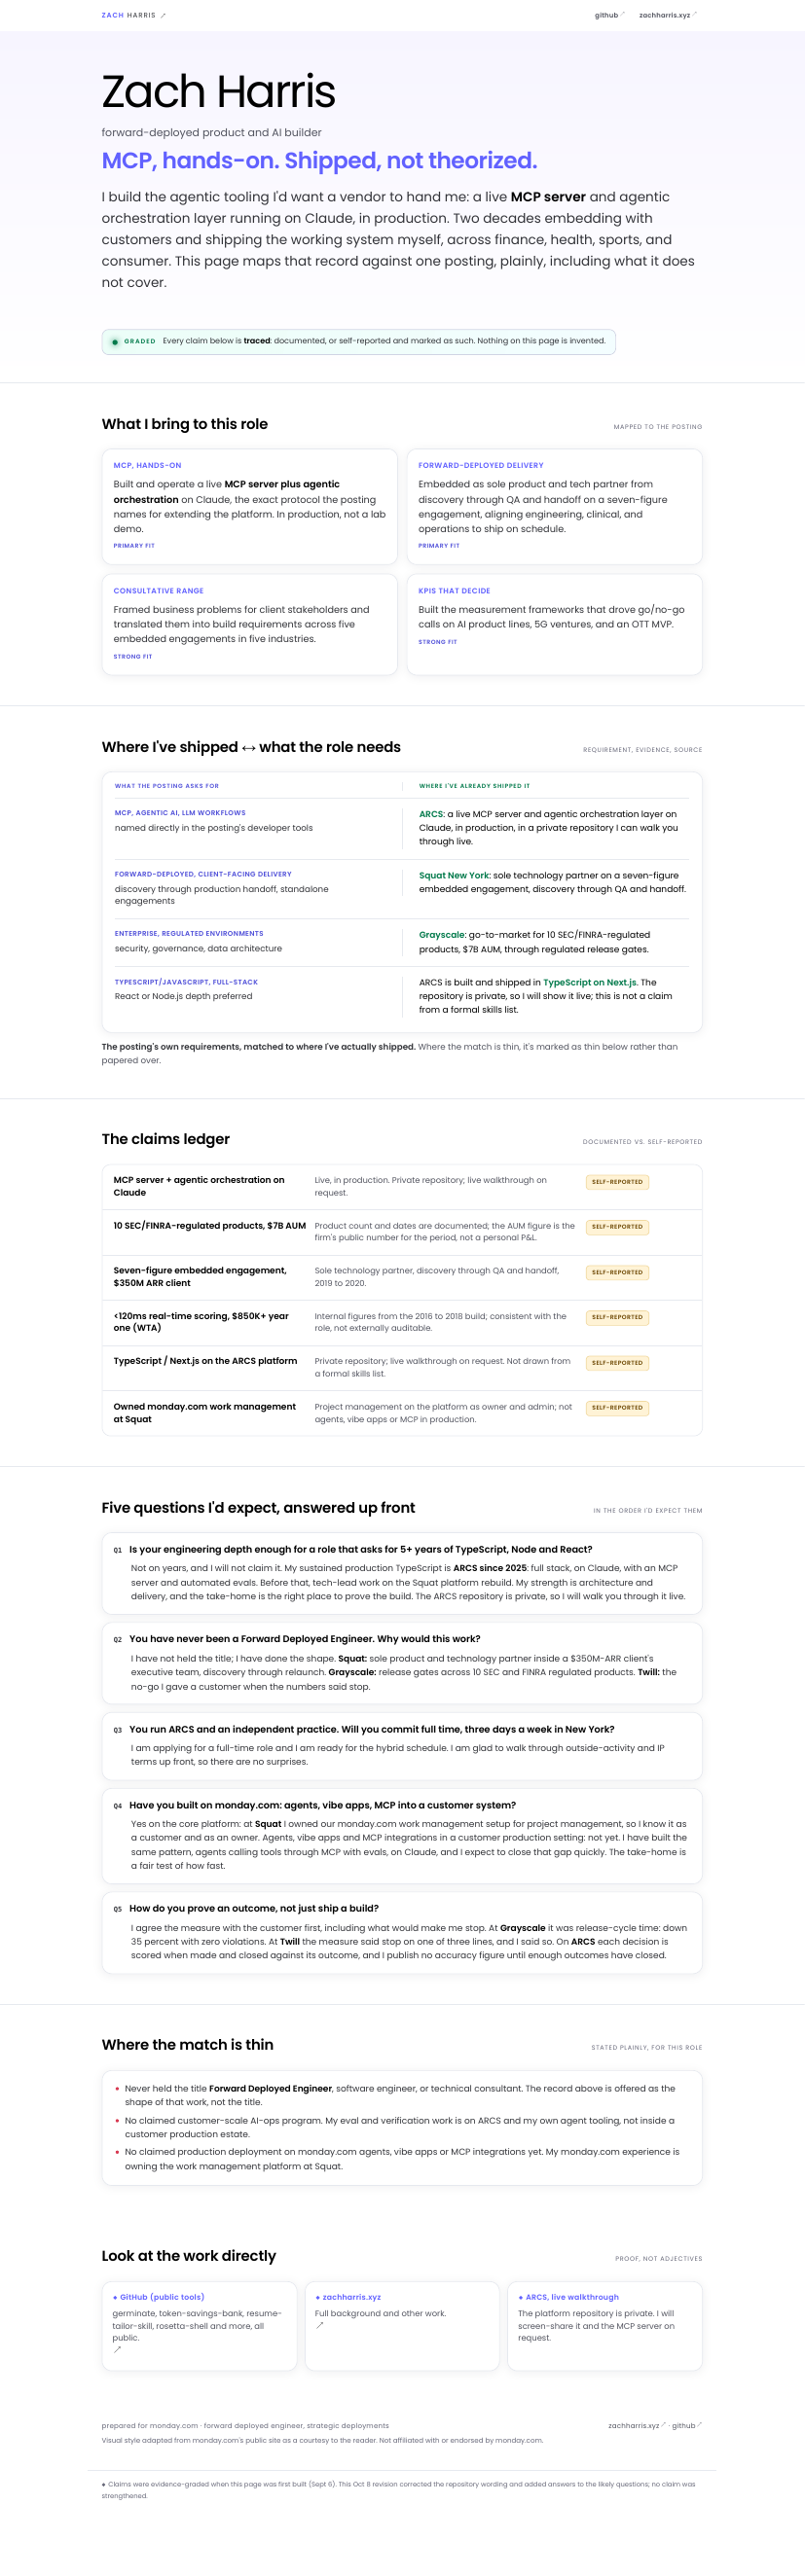 ZACH HARRIS ↗
github ↗ zachharris.xyz ↗
Zach Harris
forward-deployed product and AI builder
MCP, hands-on. Shipped, not theorized.
I build the agentic tooling I'd want a vendor to hand me: a live MCP server and agentic
orchestration layer running on Claude, in production. Two decades embedding with
customers and shipping the working system myself, across finance, health, sports, and
consumer. This page maps that record against one posting, plainly, including what it does
not cover.
GRADED Every claim below is traced: documented, or self-reported and marked as such. Nothing on this page is invented.
What I bring to this role
MAPPED TO THE POSTING
MCP, HANDS-ON
Built and operate a live MCP server plus agentic
orchestration on Claude, the exact protocol the posting
names for extending the platform. In production, not a lab
demo.
PRIMARY FIT
FORWARD-DEPLOYED DELIVERY
Embedded as sole product and tech partner from
discovery through QA and handoff on a seven-figure
engagement, aligning engineering, clinical, and
operations to ship on schedule.
PRIMARY FIT
CONSULTATIVE RANGE
Framed business problems for client stakeholders and
translated them into build requirements across five
embedded engagements in five industries.
STRONG FIT
KPIS THAT DECIDE
Built the measurement frameworks that drove go/no-go
calls on AI product lines, 5G ventures, and an OTT MVP.
STRONG FIT
Where I've shipped ↔ what the role needs
REQUIREMENT, EVIDENCE, SOURCE
WHAT THE POSTING ASKS FOR
WHERE I'VE ALREADY SHIPPED IT
MCP, AGENTIC AI, LLM WORKFLOWS
named directly in the posting's developer tools
ARCS: a live MCP server and agentic orchestration layer on
Claude, in production, in a private repository I can walk you
through live.
FORWARD-DEPLOYED, CLIENT-FACING DELIVERY
discovery through production handoff, standalone
engagements
Squat New York: sole technology partner on a seven-figure
embedded engagement, discovery through QA and handoff.
ENTERPRISE, REGULATED ENVIRONMENTS
security, governance, data architecture
Grayscale: go-to-market for 10 SEC/FINRA-regulated
products, $7B AUM, through regulated release gates.
TYPESCRIPT/JAVASCRIPT, FULL-STACK
React or Node.js depth preferred
ARCS is built and shipped in TypeScript on Next.js. The
repository is private, so I will show it live; this is not a claim
from a formal skills list.
The posting's own requirements, matched to where I've actually shipped. Where the match is thin, it's marked as thin below rather than
papered over.
The claims ledger
DOCUMENTED VS. SELF-REPORTED
MCP server + agentic orchestration on
Claude
Live, in production. Private repository; live walkthrough on
request.
SELF-REPORTED
10 SEC/FINRA-regulated products, $7B AUM
Product count and dates are documented; the AUM figure is the
firm's public number for the period, not a personal P&L.
SELF-REPORTED
Seven-figure embedded engagement,
$350M ARR client
Sole technology partner, discovery through QA and handoff,
2019 to 2020.
SELF-REPORTED
<120ms real-time scoring, $850K+ year
one (WTA)
Internal figures from the 2016 to 2018 build; consistent with the
role, not externally auditable.
SELF-REPORTED
TypeScript / Next.js on the ARCS platform
Private repository; live walkthrough on request. Not drawn from
a formal skills list.
SELF-REPORTED
Owned monday.com work management
at Squat
Project management on the platform as owner and admin; not
agents, vibe apps or MCP in production.
SELF-REPORTED
Five questions I'd expect, answered up front
IN THE ORDER I'D EXPECT THEM
Q1 Is your engineering depth enough for a role that asks for 5+ years of TypeScript, Node and React?
Not on years, and I will not claim it. My sustained production TypeScript is ARCS since 2025: full stack, on Claude, with an MCP
server and automated evals. Before that, tech-lead work on the Squat platform rebuild. My strength is architecture and
delivery, and the take-home is the right place to prove the build. The ARCS repository is private, so I will walk you through it live.
Q2 You have never been a Forward Deployed Engineer. Why would this work?
I have not held the title; I have done the shape. Squat: sole product and technology partner inside a $350M-ARR client's
executive team, discovery through relaunch. Grayscale: release gates across 10 SEC and FINRA regulated products. Twill: the
no-go I gave a customer when the numbers said stop.
Q3 You run ARCS and an independent practice. Will you commit full time, three days a week in New York?
I am applying for a full-time role and I am ready for the hybrid schedule. I am glad to walk through outside-activity and IP
terms up front, so there are no surprises.
Q4 Have you built on monday.com: agents, vibe apps, MCP into a customer system?
Yes on the core platform: at Squat I owned our monday.com work management setup for project management, so I know it as
a customer and as an owner. Agents, vibe apps and MCP integrations in a customer production setting: not yet. I have built the
same pattern, agents calling tools through MCP with evals, on Claude, and I expect to close that gap quickly. The take-home is
a fair test of how fast.
Q5 How do you prove an outcome, not just ship a build?
I agree the measure with the customer first, including what would make me stop. At Grayscale it was release-cycle time: down
35 percent with zero violations. At Twill the measure said stop on one of three lines, and I said so. On ARCS each decision is
scored when made and closed against its outcome, and I publish no accuracy figure until enough outcomes have closed.
Where the match is thin
STATED PLAINLY, FOR THIS ROLE
Never held the title Forward Deployed Engineer, software engineer, or technical consultant. The record above is offered as the
shape of that work, not the title.
No claimed customer-scale AI-ops program. My eval and verification work is on ARCS and my own agent tooling, not inside a
customer production estate.
No claimed production deployment on monday.com agents, vibe apps or MCP integrations yet. My monday.com experience is
owning the work management platform at Squat.
Look at the work directly
PROOF, NOT ADJECTIVES
GitHub (public tools)
germinate, token-savings-bank, resume-
tailor-skill, rosetta-shell and more, all
public.
↗
zachharris.xyz
Full background and other work.
↗
ARCS, live walkthrough
The platform repository is private. I will
screen-share it and the MCP server on
request.
prepared for monday.com · forward deployed engineer, strategic deployments
zachharris.xyz ↗ · github ↗
Visual style adapted from monday.com's public site as a courtesy to the reader. Not affiliated with or endorsed by monday.com.
Claims were evidence-graded when this page was first built (Sept 6). This Oct 8 revision corrected the repository wording and added answers to the likely questions; no claim was
strengthened.